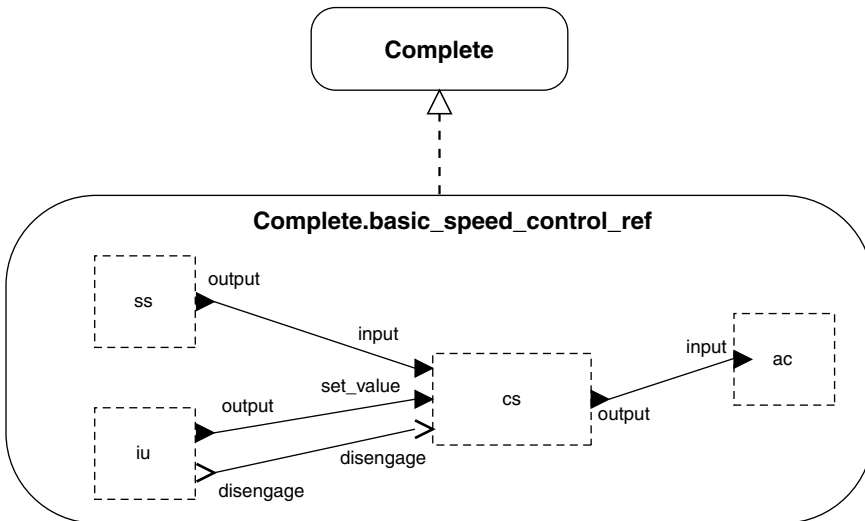 Complete
Complete.basic_speed_control_ref
output
ss
input
input
ac
set_value
output
cs
output
iu
disengage
disengage